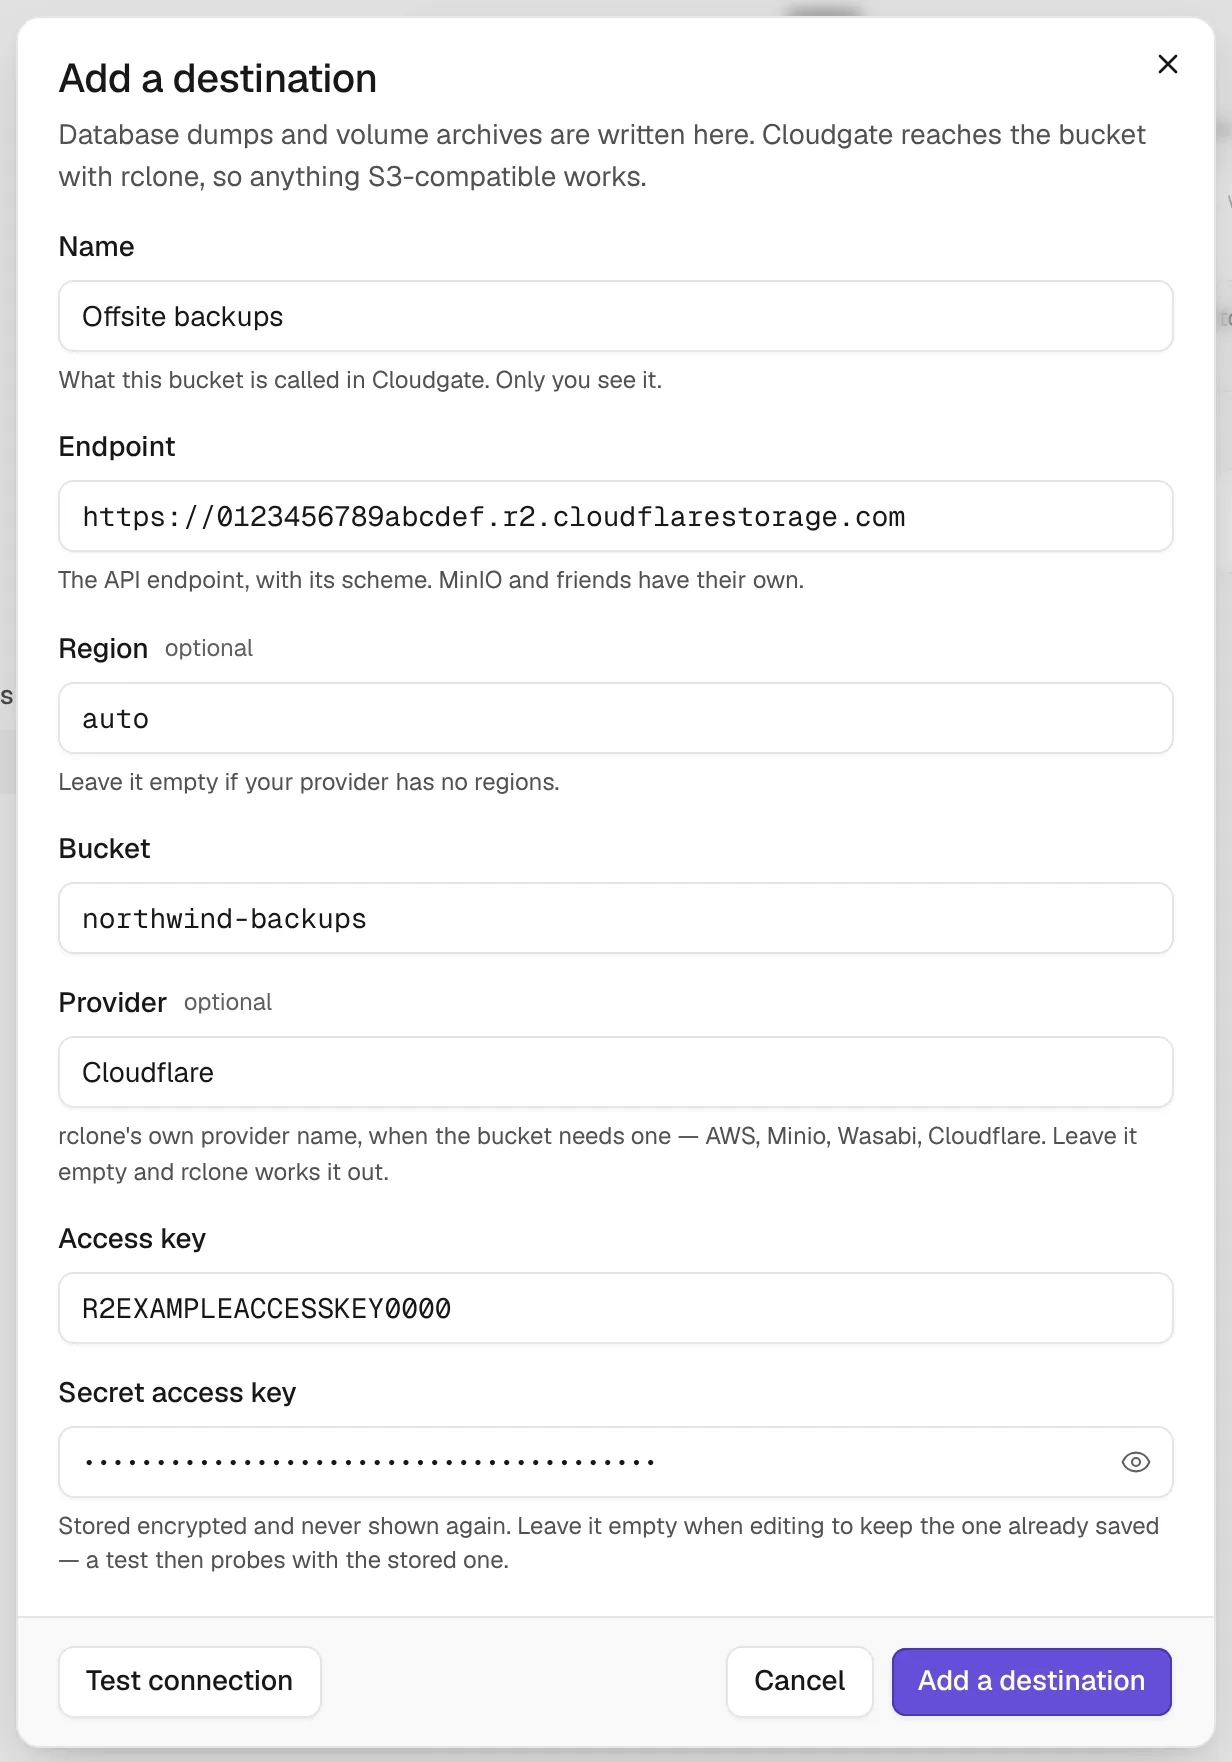 Add a destination
Database dumps and volume archives are written here. Cloudgate reaches the bucket
with rclone, so anything S3-compatible works.
Name
Offsite backups
What this bucket is called in Cloudgate. Only you see it.
Endpoint
https://0123456789abcdef.r2.cloudflarestorage.com
The API endpoint, with its scheme. MinIO and friends have their own.
Region optional
auto
Leave it empty if your provider has no regions.
Bucket
northwind-backups
Provider optional
Cloudflare
rclone's own provider name, when the bucket needs one — AWS, Minio, Wasabi, Cloudflare. Leave it
empty and rclone works it out.
Access key
R2EXAMPLEACCESSKEY0000
Secret access key
••••••••••••••••••••••••••••••••••••••••
Stored encrypted and never shown again. Leave it empty when editing to keep the one already saved
— a test then probes with the stored one.
Test connection
Cancel
Add a destination